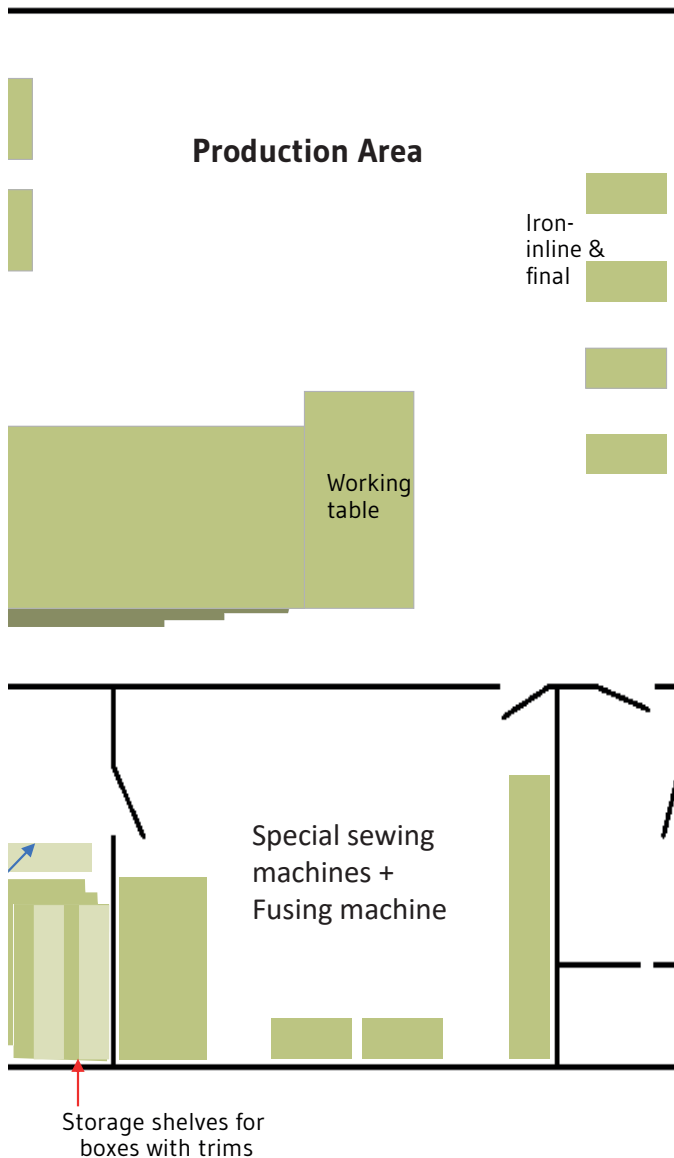 Production Area
Iron-
inline &
final
Working
table
Special sewing
machines +
Fusing machine
Storage shelves for
boxes with trims